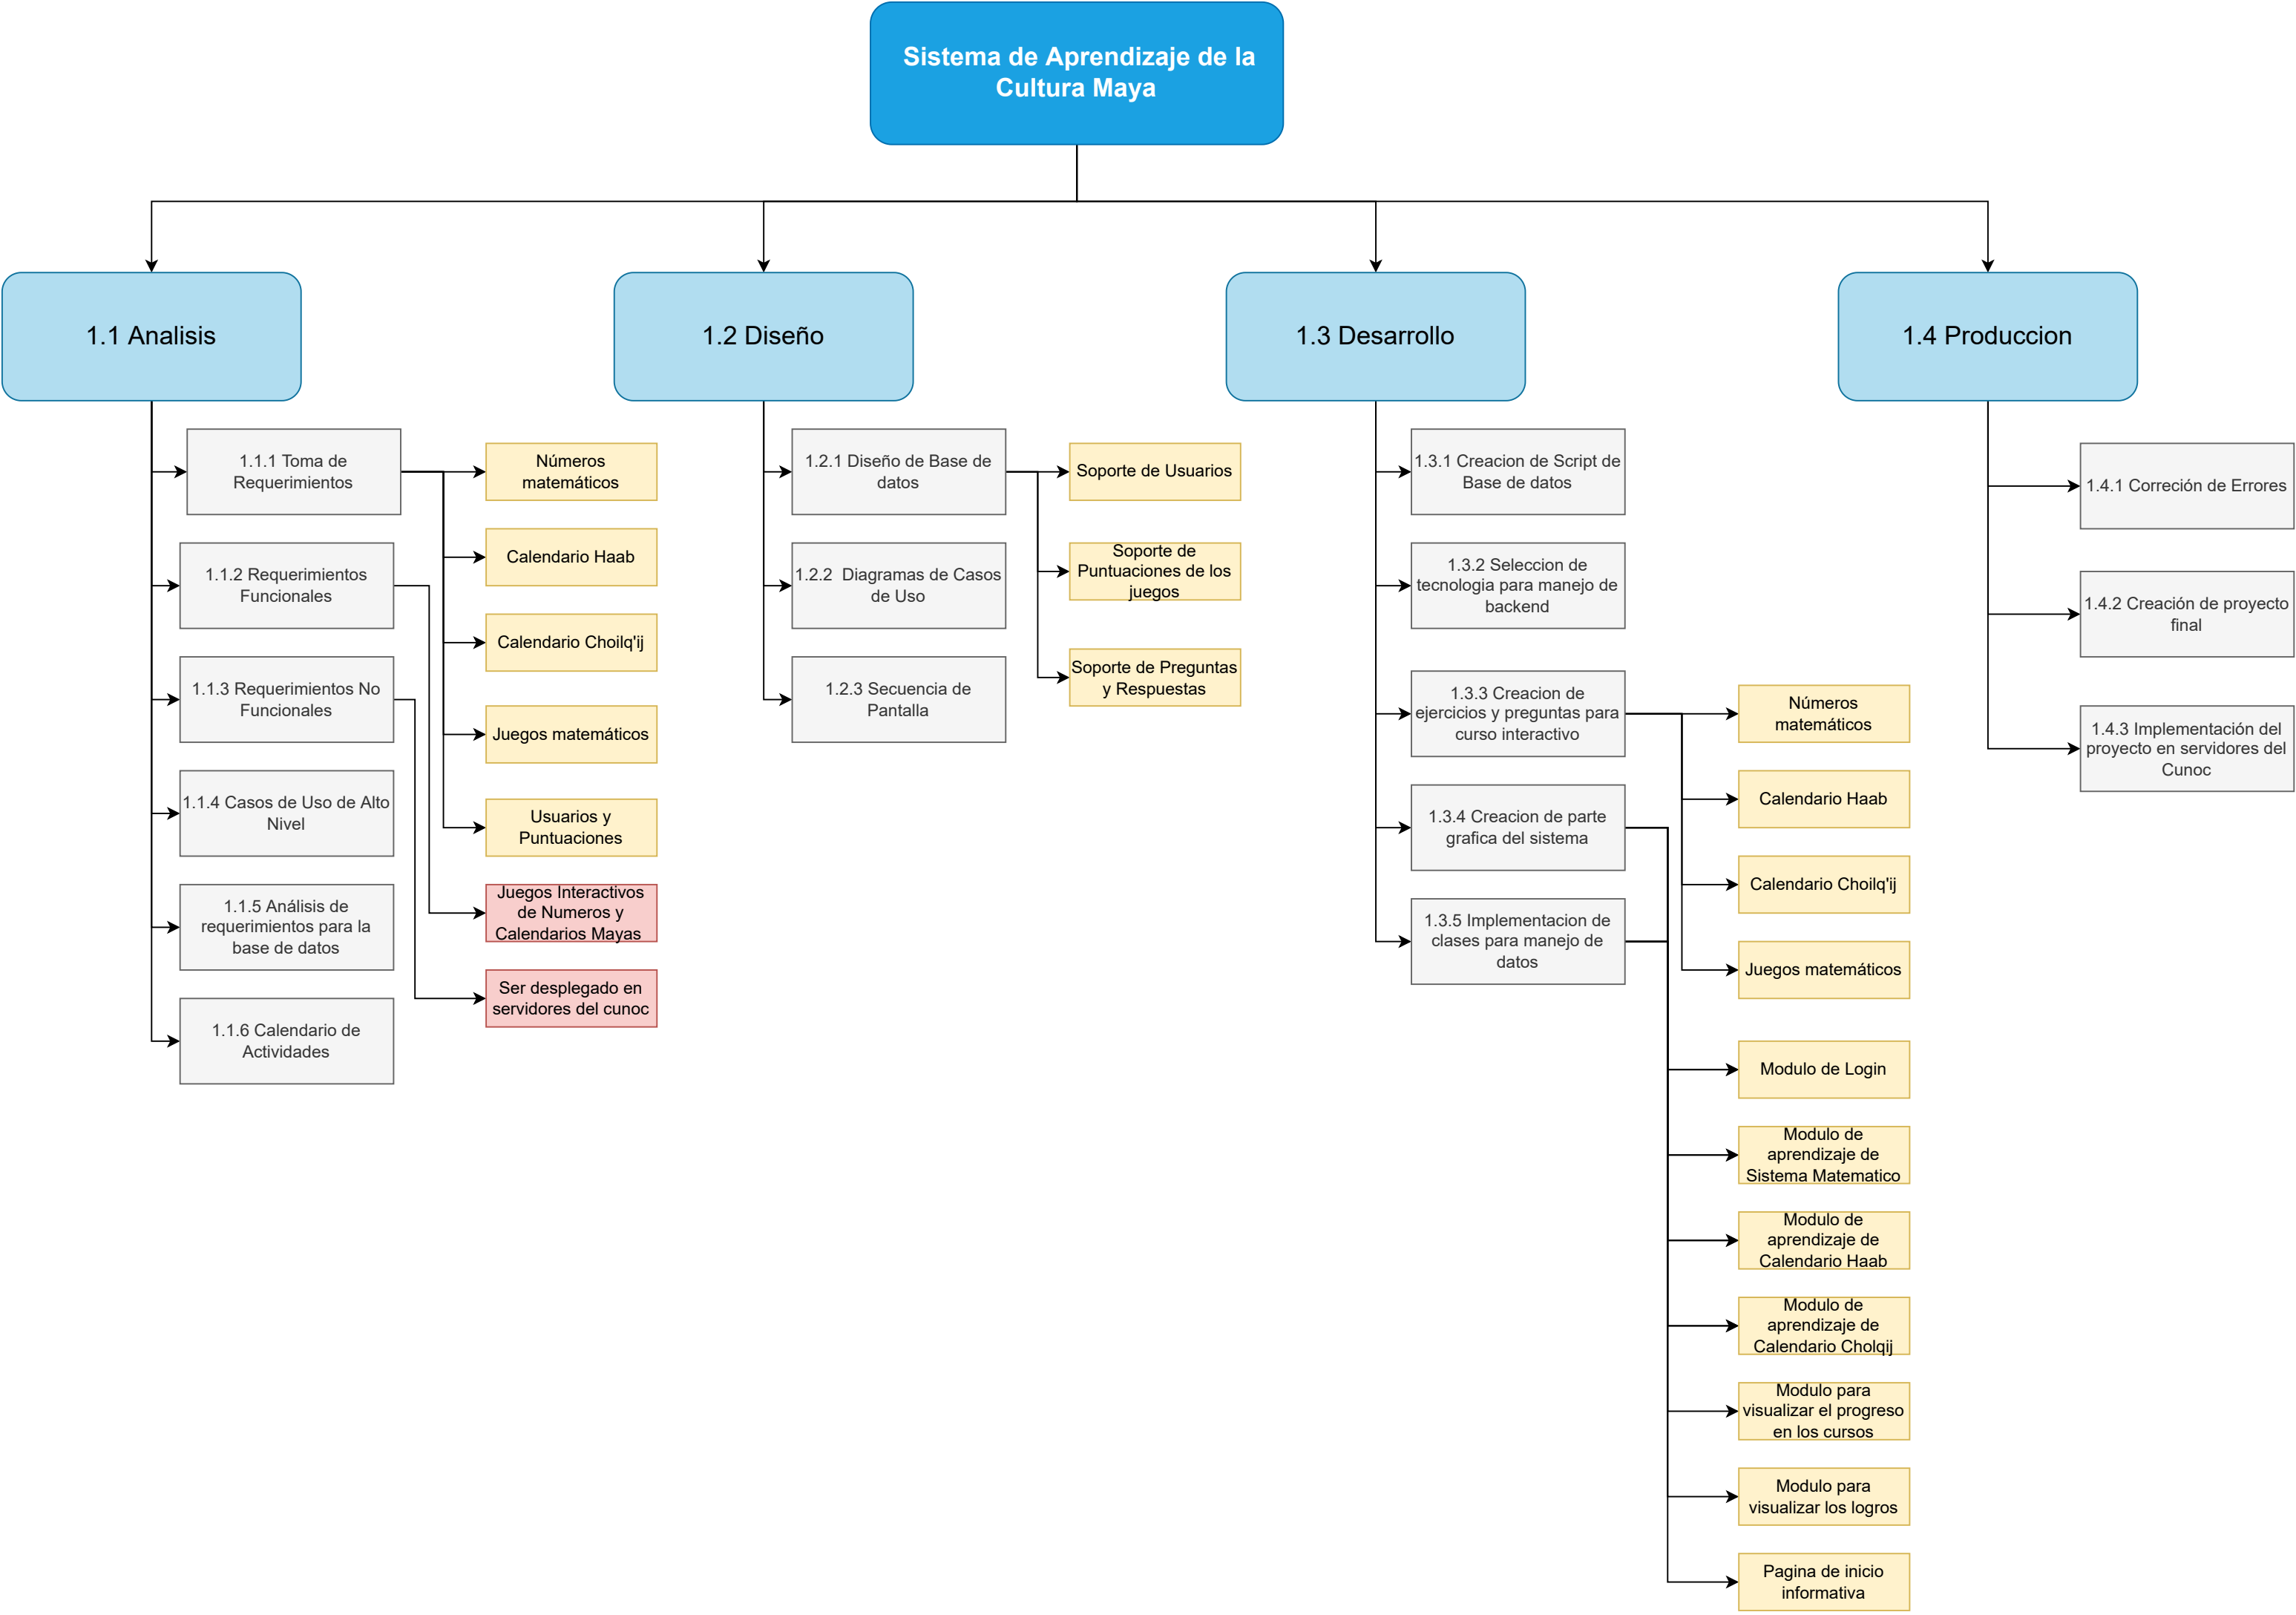 Sistema de Aprendizaje de la
Cultura Maya
1.1 Analisis
1.2 Diseño
1.3 Desarrollo
1.4 Produccion
1.1.1 Toma de
Requerimientos
1.1.2 Requerimientos
Funcionales
1.1.3 Requerimientos No
Funcionales
1.1.4 Casos de Uso de Alto
Nivel
1.1.5 Análisis de
requerimientos para la
base de datos
1.1.6 Calendario de
Actividades
Números
matemáticos
Calendario Haab
Calendario Choilq'ij
Juegos matemáticos
Usuarios y
Puntuaciones
Juegos Interactivos
de Numeros y
Calendarios Mayas
Ser desplegado en
servidores del cunoc
1.2.1 Diseño de Base de
datos
1.2.2 Diagramas de Casos
de Uso
1.2.3 Secuencia de
Pantalla
Soporte de Usuarios
Soporte de
Puntuaciones de los
juegos
Soporte de Preguntas
y Respuestas
1.3.1 Creacion de Script de
Base de datos
1.3.2 Seleccion de
tecnologia para manejo de
backend
1.3.3 Creacion de
ejercicios y preguntas para
curso interactivo
1.3.4 Creacion de parte
grafica del sistema
1.3.5 Implementacion de
clases para manejo de
datos
Números
matemáticos
Calendario Haab
Calendario Choilq'ij
Juegos matemáticos
Modulo de Login
Modulo de
aprendizaje de
Sistema Matematico
Modulo de
aprendizaje de
Calendario Haab
Modulo de
aprendizaje de
Calendario Cholqij
Modulo para
visualizar el progreso
en los cursos
Modulo para
visualizar los logros
Pagina de inicio
informativa
1.4.1 Correción de Errores
1.4.2 Creación de proyecto
final
1.4.3 Implementación del
proyecto en servidores del
Cunoc